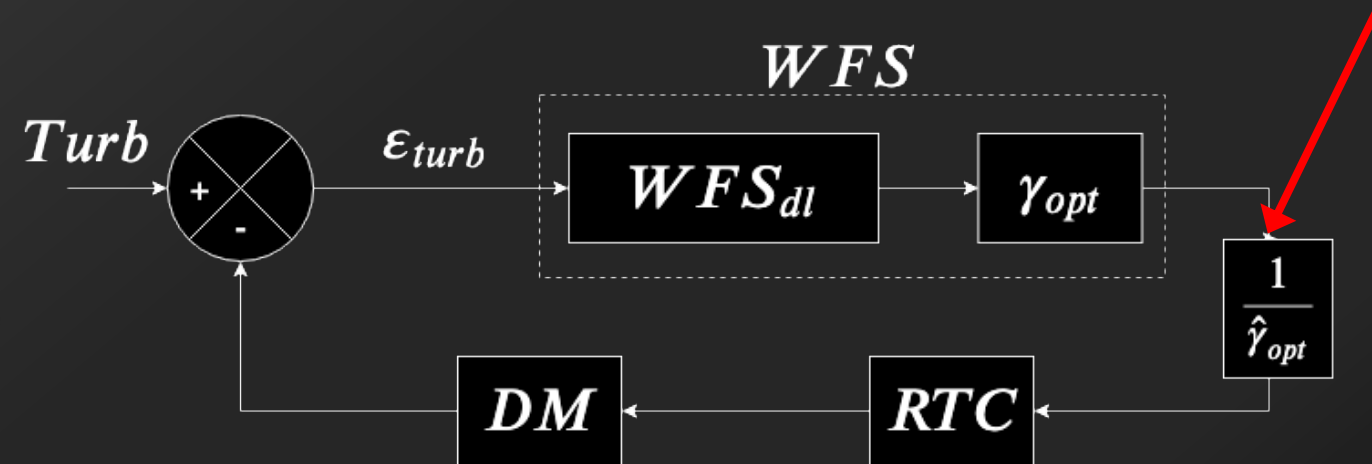 WFS
Turb
+
-
ε_turb
WFS_dl
γ_opt
1
γ̂_opt
DM
RTC